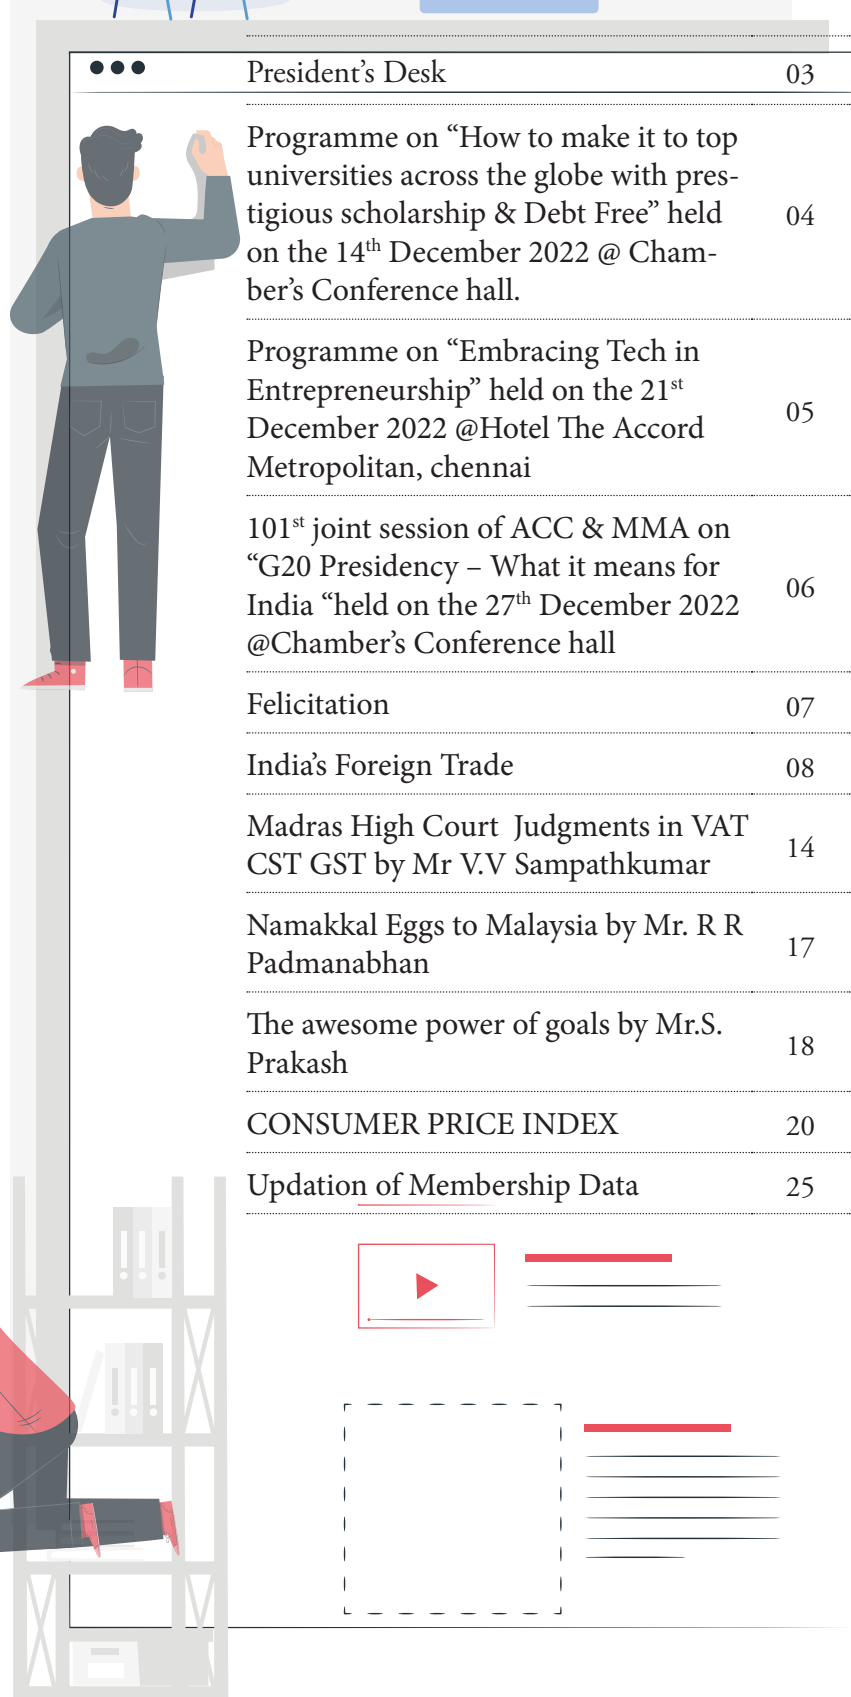 President’s Desk 03
Programme on “How to make it to top
universities across the globe with pres-
tigious scholarship & Debt Free” held
on the 14th December 2022 @ Cham-
ber’s Conference hall.
04
Programme on “Embracing Tech in
Entrepreneurship” held on the 21st
December 2022 @Hotel The Accord
Metropolitan, chennai
05
101st joint session of ACC & MMA on
“G20 Presidency – What it means for
India “held on the 27th December 2022
@Chamber’s Conference hall
06
Felicitation 07
India’s Foreign Trade 08
Madras High Court  Judgments in VAT
CST GST by Mr V.V Sampathkumar
14
Namakkal Eggs to Malaysia by Mr. R R
Padmanabhan
17
The awesome power of goals by Mr.S.
Prakash
18
CONSUMER PRICE INDEX 20
Updation of Membership Data 25